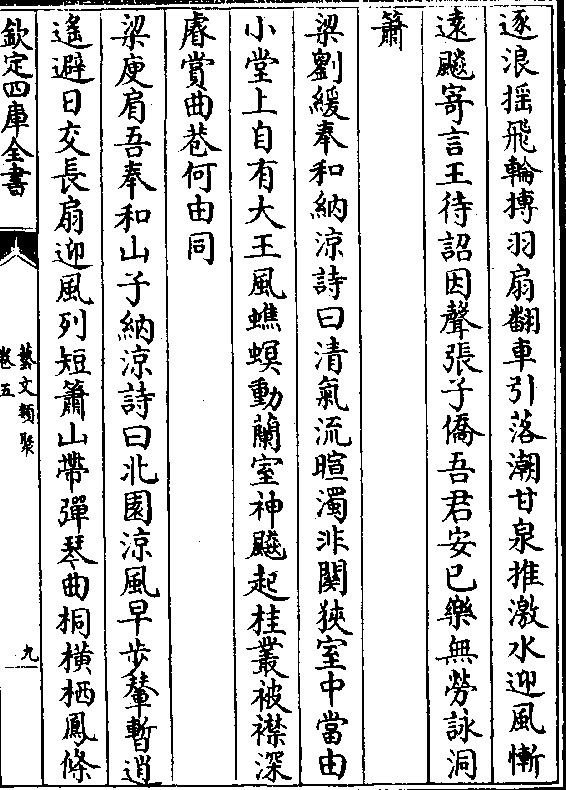 逐浪揺飛輪摶羽扇翻車引落潮甘泉推激水迎風慚
遠飈寄言王待詔因聲張子僑吾君安已樂無勞詠洞
簫
梁劉緩奉和納涼詩曰清氣流暄濁非關狹室中當由
小堂上自有大王風蟭螟動蘭室神飈起桂叢被襟深
睿賞曲巷何由同
梁庾肩吾奉和山子納涼詩曰北園涼風早步輦暫逍
遙避日交長扇迎風列短簫山帶彈琴曲桐橫栖鳳條
欽定四庫全書
藝文類聚
卷五
九